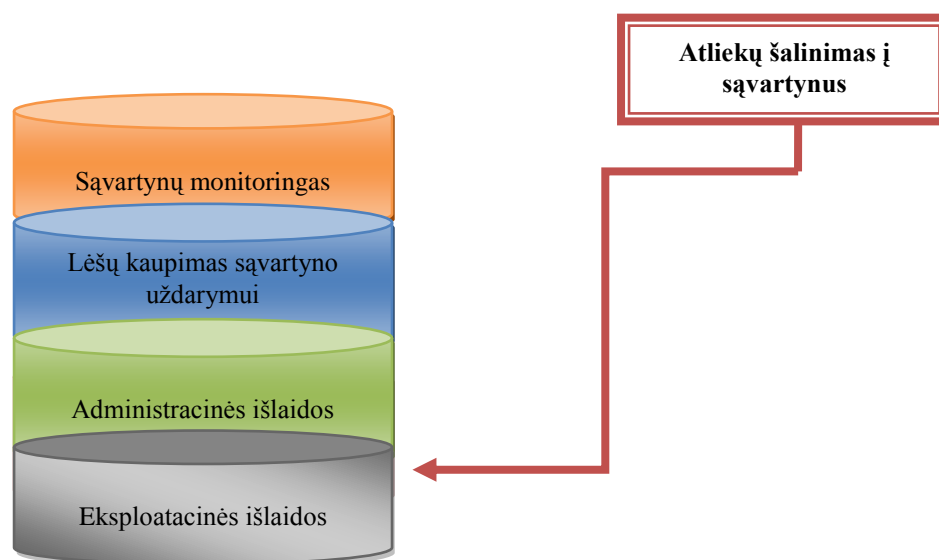 Atliekų šalinimas į
sąvartynus
Sąvartynų monitoringas
Lėšų kaupimas sąvartyno
uždarymui
Administracinės išlaidos
Eksploatacinės išlaidos